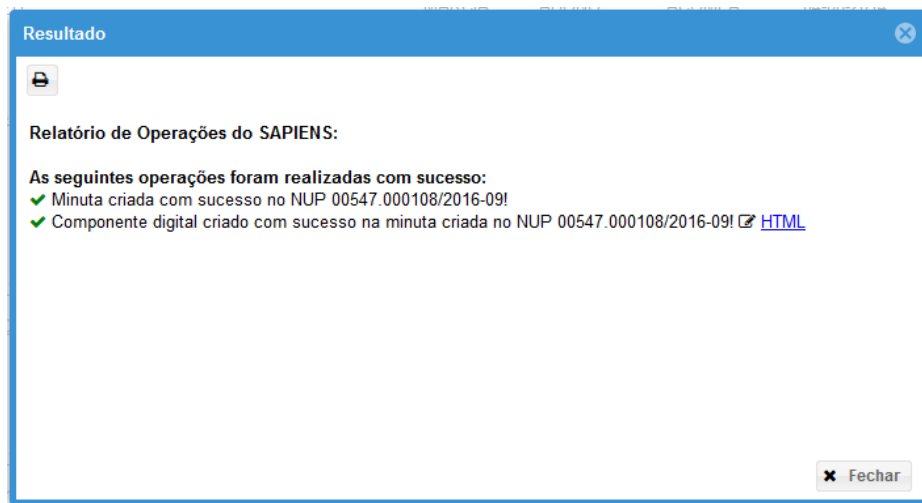 Resultado
Relatório de Operações do SAPIENS:
As seguintes operações foram realizadas com sucesso:
Minuta criada com sucesso no NUP 00547.000108/2016-09!
Componente digital criado com sucesso na minuta criada no NUP 00547.000108/2016-09! HTML
Fechar